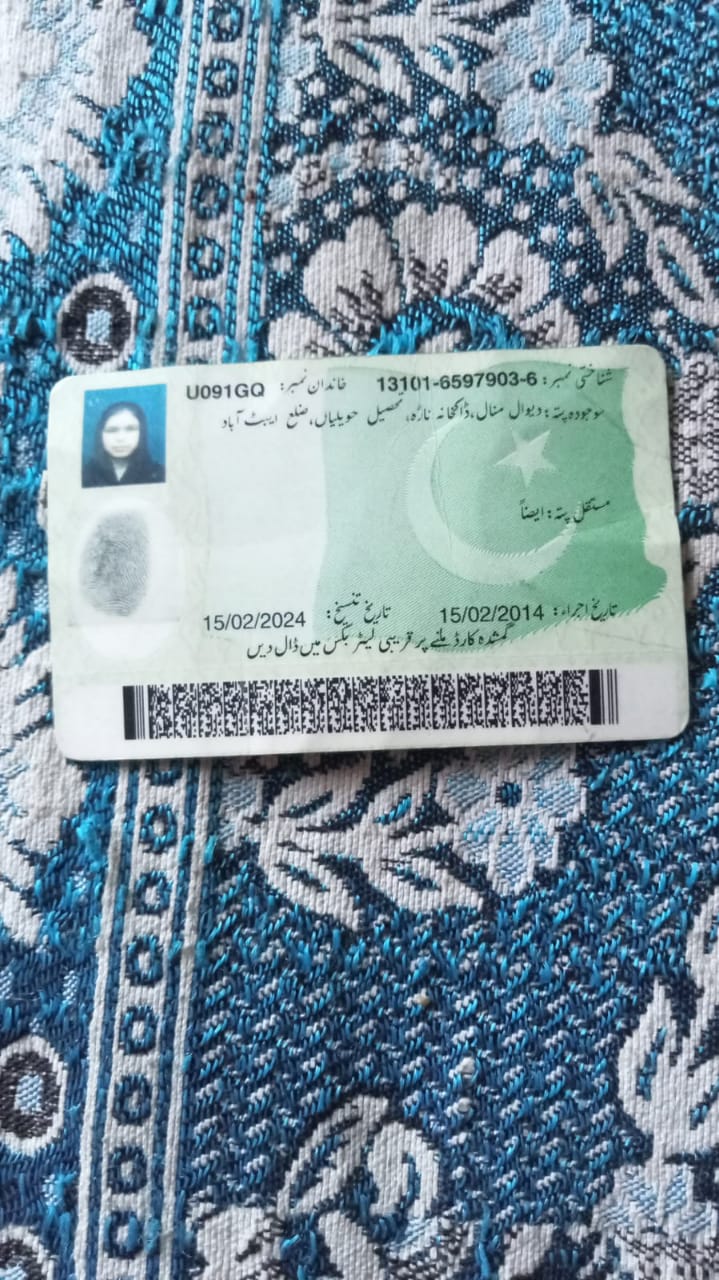 شناختی نمبر: 13101-6597903-6 خاندان نمبر: U091GQ
موجودہ پتہ: دیوال منال، ڈاکخانہ نارہ، تحصیل حویلیاں، ضلع ایبٹ آباد
مستقل پتہ: ایضاً
تاریخ اجراء: 15/02/2014 تاریخ تنسیخ: 15/02/2024
گمشدہ کارڈ ملنے پر قریبی لیٹر بکس میں ڈال دیں